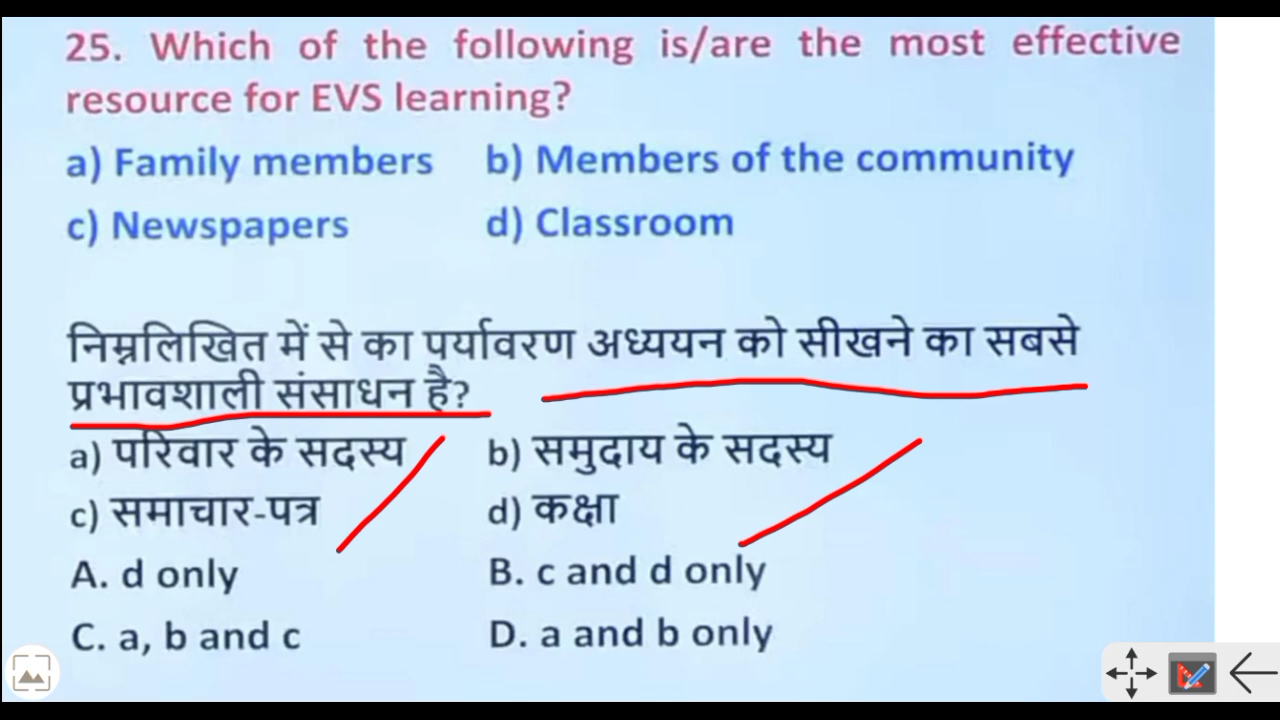 25. Which of the following is/are the most effective
resource for EVS learning?
a) Family members b) Members of the community
c) Newspapers d) Classroom
निम्नलिखित में से का पर्यावरण अध्ययन को सीखने का सबसे
प्रभावशाली संसाधन है?
a) परिवार के सदस्य b) समुदाय के सदस्य
c) समाचार-पत्र d) कक्षा
A. d only B. c and d only
C. a, b and c D. a and b only